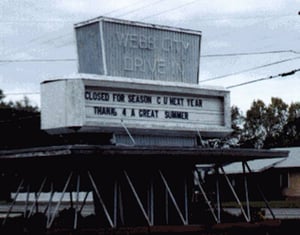 WEBB CITY
DRIVE IN
CLOSED FOR SEASON C U NEXT YEAR
THANK 4 A GREAT SUMMER